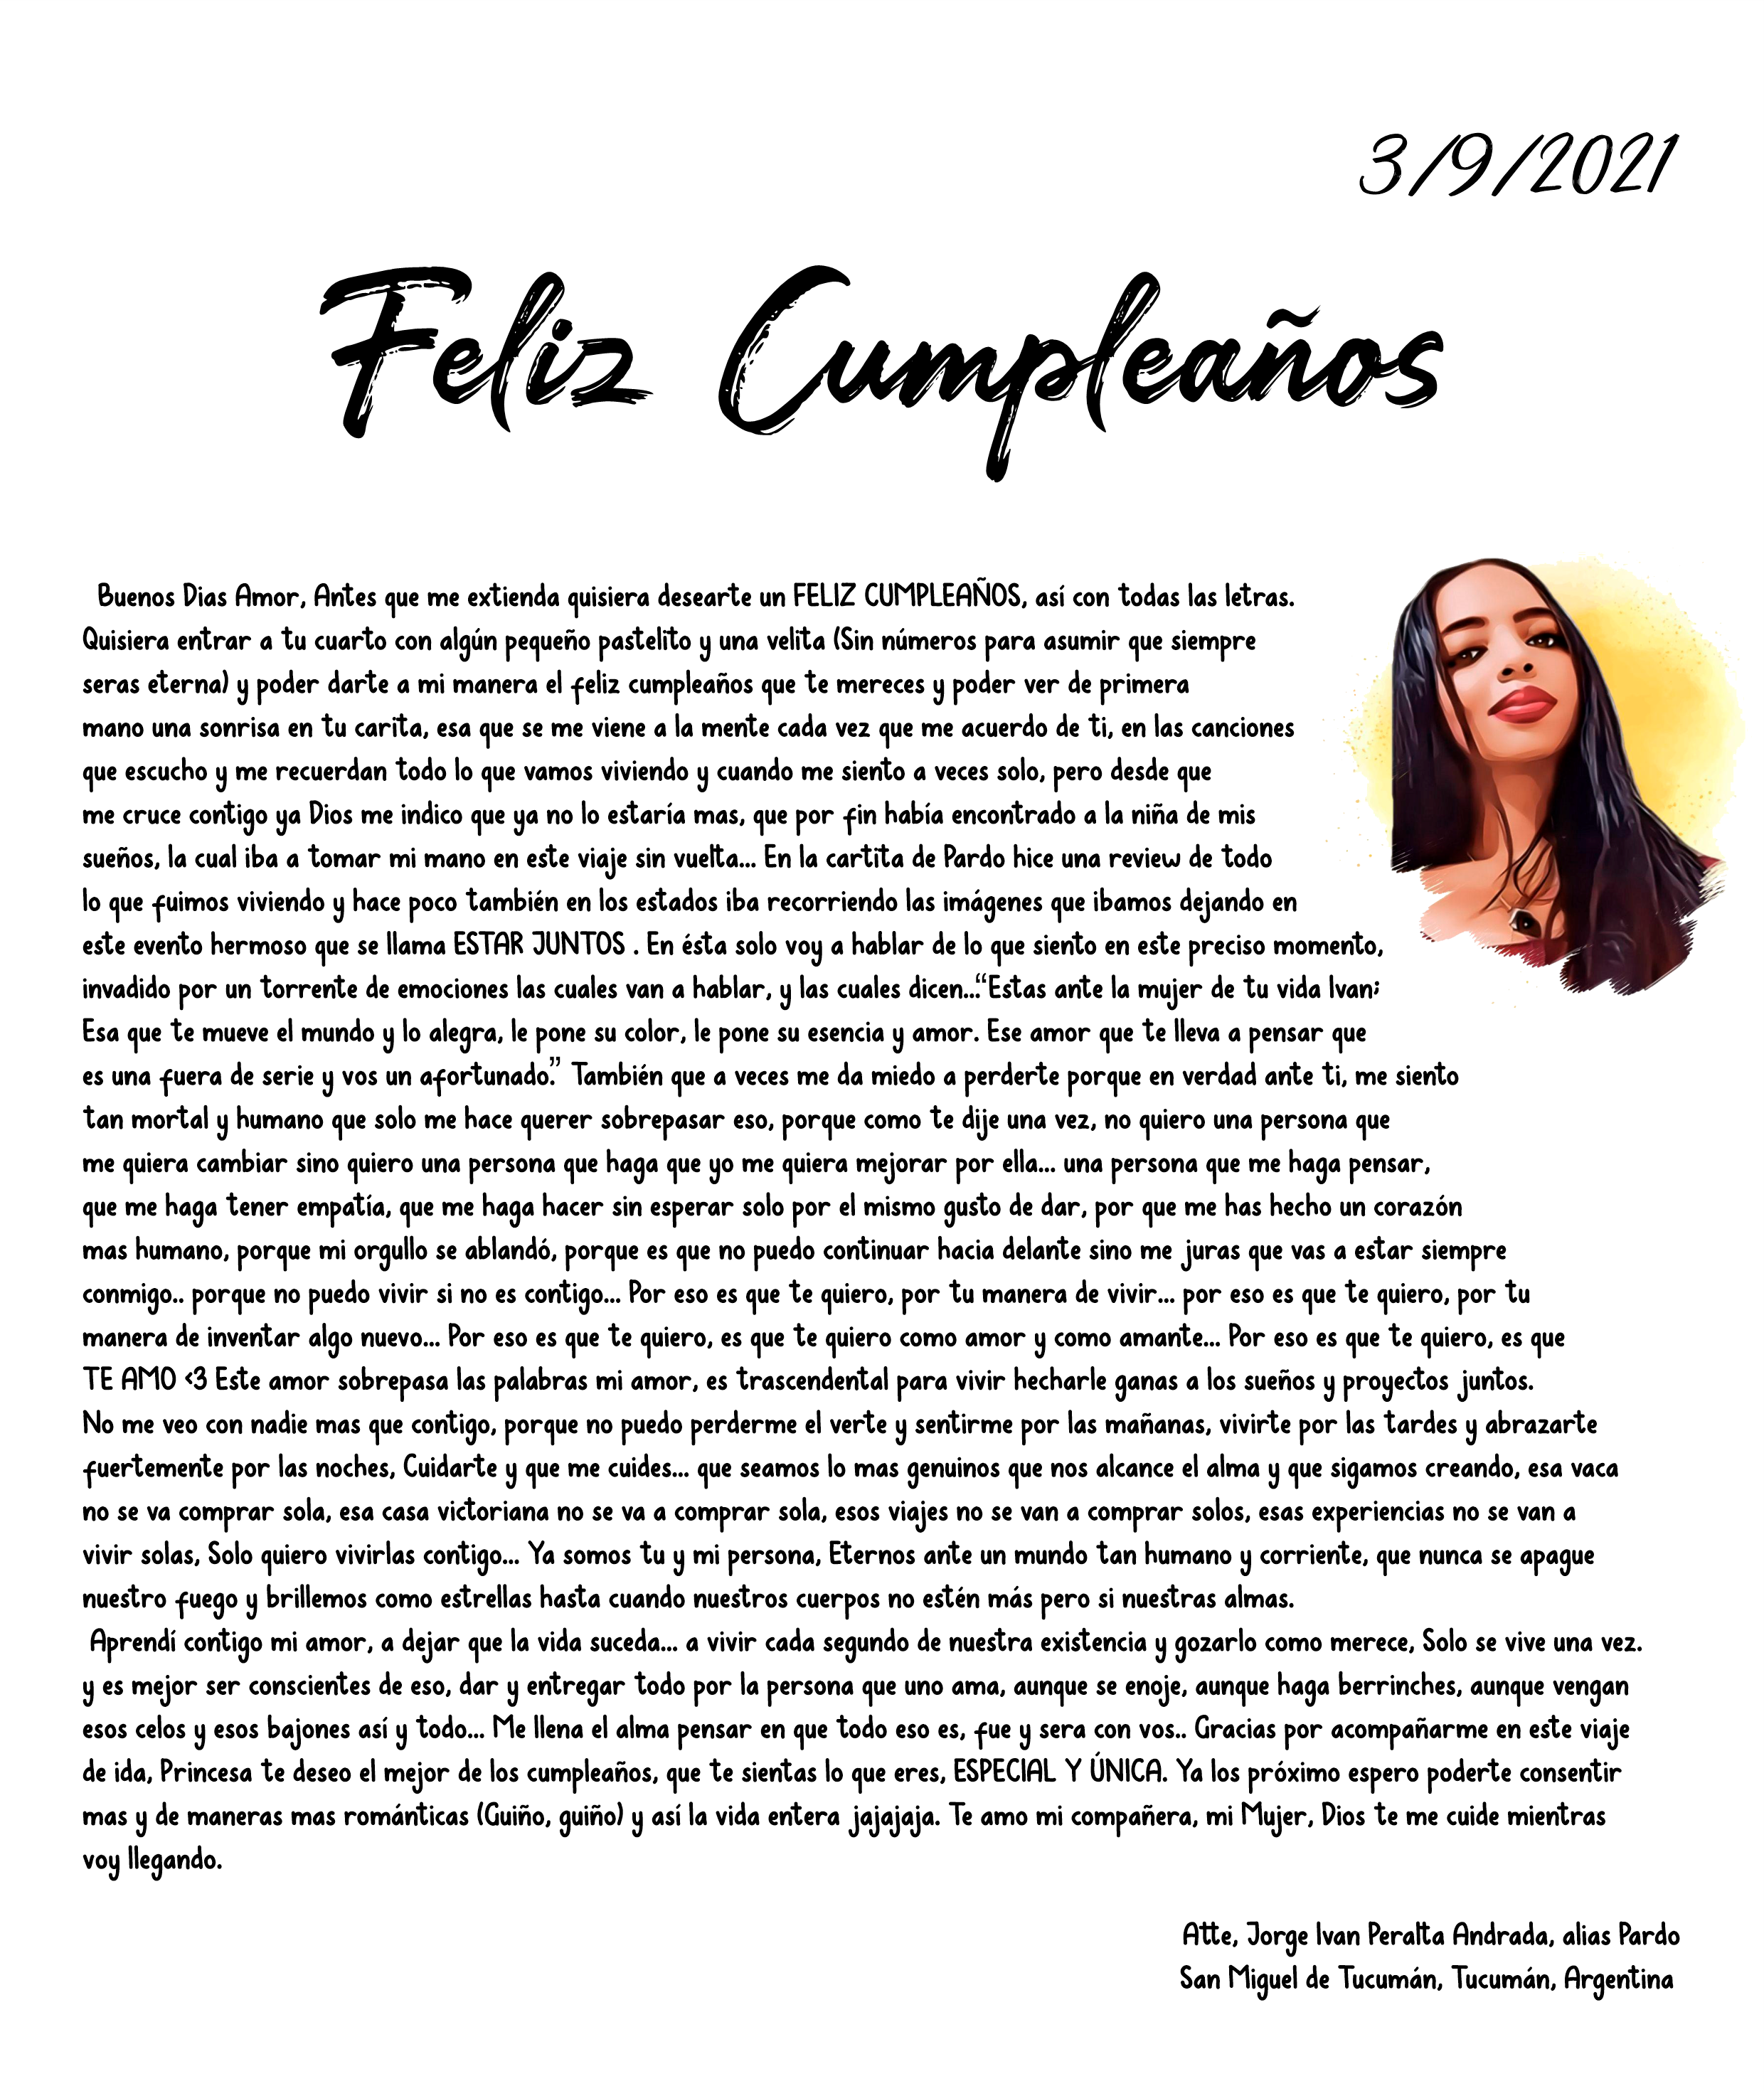 3/9/2021
Feliz Cumpleaños
Buenos Dias Amor, Antes que me extienda quisiera desearte un FELIZ CUMPLEAÑOS, así con todas las letras.
Quisiera entrar a tu cuarto con algún pequeño pastelito y una velita (Sin números para asumir que siempre
seras eterna) y poder darte a mi manera el feliz cumpleaños que te mereces y poder ver de primera
mano una sonrisa en tu carita, esa que se me viene a la mente cada vez que me acuerdo de ti, en las canciones
que escucho y me recuerdan todo lo que vamos viviendo y cuando me siento a veces solo, pero desde que
me cruce contigo ya Dios me indico que ya no lo estaría mas, que por fin había encontrado a la niña de mis
sueños, la cual iba a tomar mi mano en este viaje sin vuelta... En la cartita de Pardo hice una review de todo
lo que fuimos viviendo y hace poco también en los estados iba recorriendo las imágenes que ibamos dejando en
este evento hermoso que se llama ESTAR JUNTOS . En ésta solo voy a hablar de lo que siento en este preciso momento,
invadido por un torrente de emociones las cuales van a hablar, y las cuales dicen...“Estas ante la mujer de tu vida Ivan;
Esa que te mueve el mundo y lo alegra, le pone su color, le pone su esencia y amor. Ese amor que te lleva a pensar que
es una fuera de serie y vos un afortunado.” También que a veces me da miedo a perderte porque en verdad ante ti, me siento
tan mortal y humano que solo me hace querer sobrepasar eso, porque como te dije una vez, no quiero una persona que
me quiera cambiar sino quiero una persona que haga que yo me quiera mejorar por ella... una persona que me haga pensar,
que me haga tener empatía, que me haga hacer sin esperar solo por el mismo gusto de dar, por que me has hecho un corazón
mas humano, porque mi orgullo se ablandó, porque es que no puedo continuar hacia delante sino me juras que vas a estar siempre
conmigo.. porque no puedo vivir si no es contigo... Por eso es que te quiero, por tu manera de vivir... por eso es que te quiero, por tu
manera de inventar algo nuevo... Por eso es que te quiero, es que te quiero como amor y como amante... Por eso es que te quiero, es que
TE AMO <3 Este amor sobrepasa las palabras mi amor, es trascendental para vivir hecharle ganas a los sueños y proyectos juntos.
No me veo con nadie mas que contigo, porque no puedo perderme el verte y sentirme por las mañanas, vivirte por las tardes y abrazarte
fuertemente por las noches, Cuidarte y que me cuides... que seamos lo mas genuinos que nos alcance el alma y que sigamos creando, esa vaca
no se va comprar sola, esa casa victoriana no se va a comprar sola, esos viajes no se van a comprar solos, esas experiencias no se van a
vivir solas, Solo quiero vivirlas contigo... Ya somos tu y mi persona, Eternos ante un mundo tan humano y corriente, que nunca se apague
nuestro fuego y brillemos como estrellas hasta cuando nuestros cuerpos no estén más pero si nuestras almas.
Aprendí contigo mi amor, a dejar que la vida suceda... a vivir cada segundo de nuestra existencia y gozarlo como merece, Solo se vive una vez.
y es mejor ser conscientes de eso, dar y entregar todo por la persona que uno ama, aunque se enoje, aunque haga berrinches, aunque vengan
esos celos y esos bajones así y todo... Me llena el alma pensar en que todo eso es, fue y sera con vos.. Gracias por acompañarme en este viaje
de ida, Princesa te deseo el mejor de los cumpleaños, que te sientas lo que eres, ESPECIAL Y ÚNICA. Ya los próximo espero poderte consentir
mas y de maneras mas románticas (Guiño, guiño) y así la vida entera jajajaja. Te amo mi compañera, mi Mujer, Dios te me cuide mientras
voy llegando.
Atte, Jorge Ivan Peralta Andrada, alias Pardo
San Miguel de Tucumán, Tucumán, Argentina